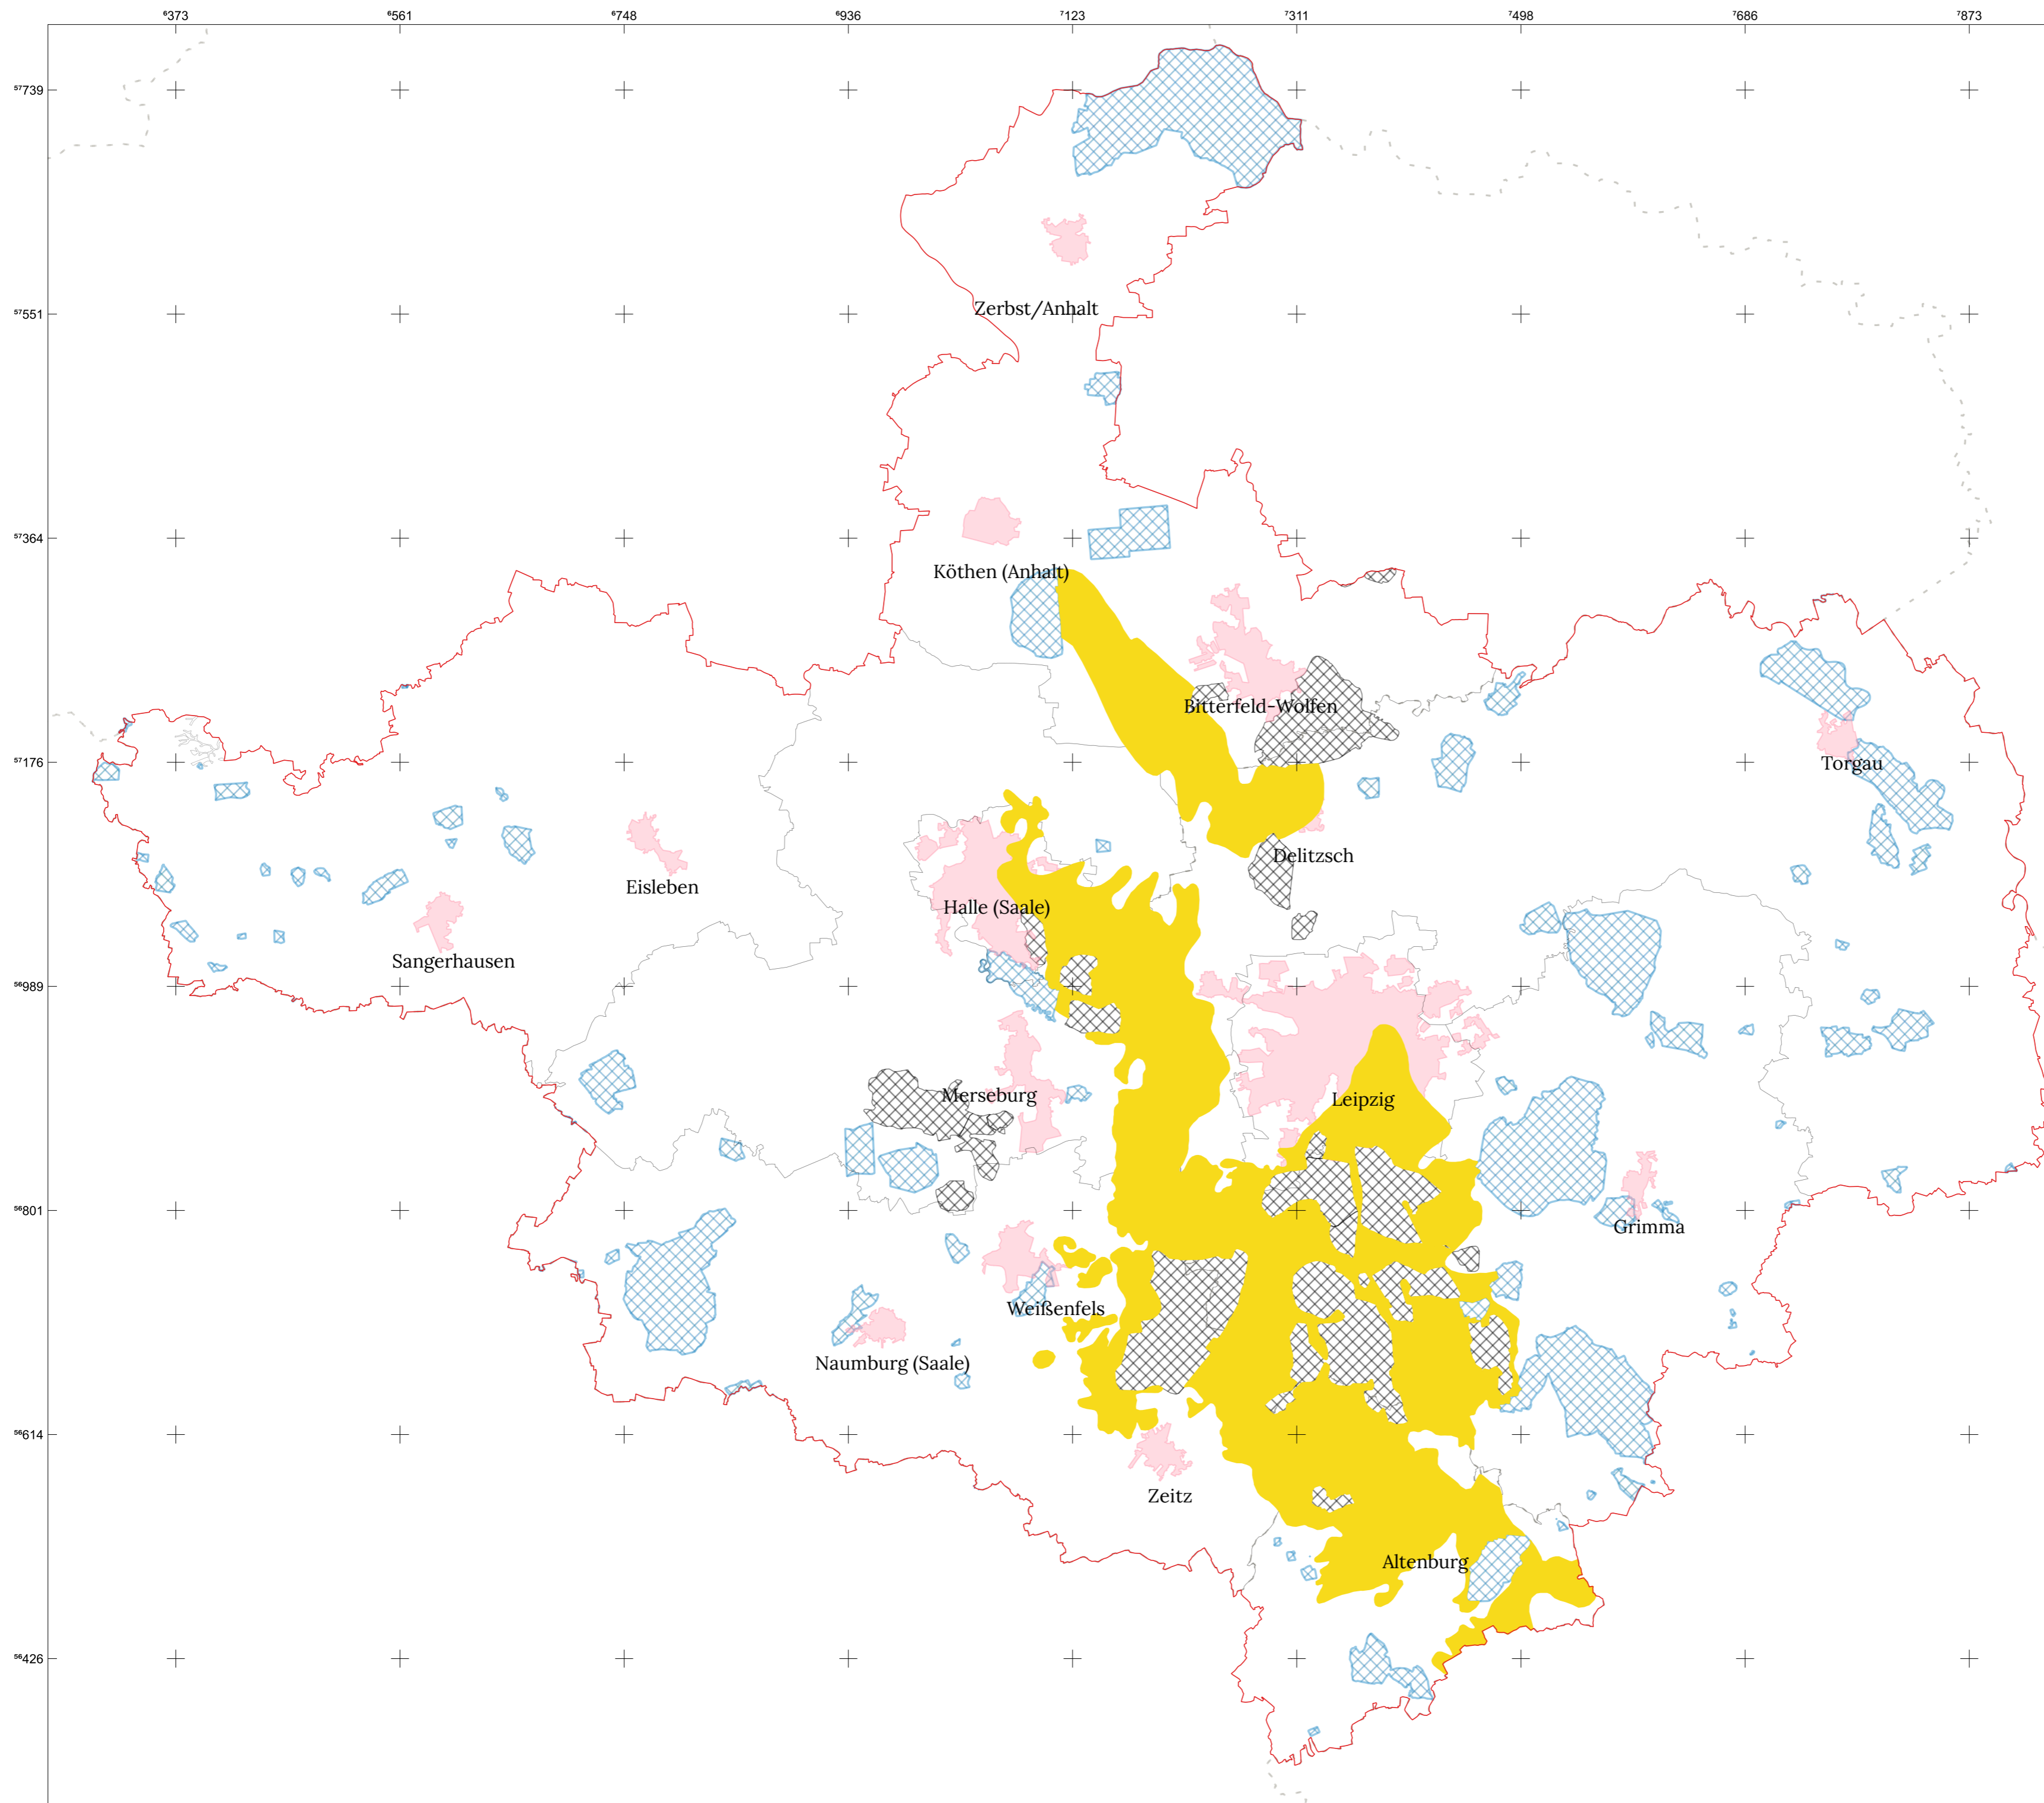 ⁶373 ⁶561 ⁶748 ⁶936 ⁷123 ⁷311 ⁷498 ⁷686 ⁷873
⁵⁷739
Zerbst/Anhalt
⁵⁷551
⁵⁷364
Köthen (Anhalt)
Bitterfeld-Wolfen
⁵⁷176
Torgau
Delitzsch
Eisleben
Halle (Saale)
Sangerhausen
⁵⁶989
Merseburg
Leipzig
⁵⁶801
Grimma
Weißenfels
Naumburg (Saale)
⁵⁶614
Zeitz
Altenburg
⁵⁶426